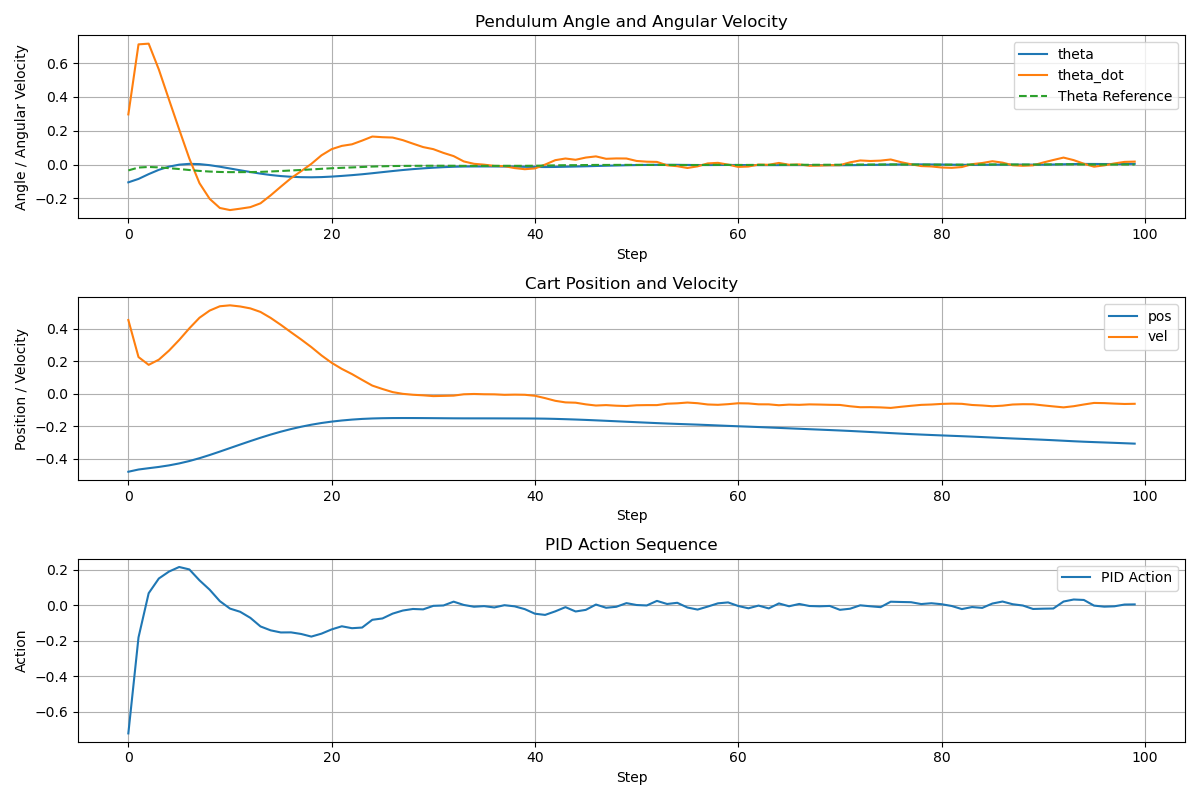 Pendulum Angle and Angular Velocity
Angle / Angular Velocity
0.6
0.4
0.2
0.0
−0.2
theta
theta_dot
Theta Reference
0 20 40 60 80 100
Step
Cart Position and Velocity
Position / Velocity
0.4
0.2
0.0
−0.2
−0.4
pos
vel
0 20 40 60 80 100
Step
PID Action Sequence
Action
0.2
0.0
−0.2
−0.4
−0.6
PID Action
0 20 40 60 80 100
Step